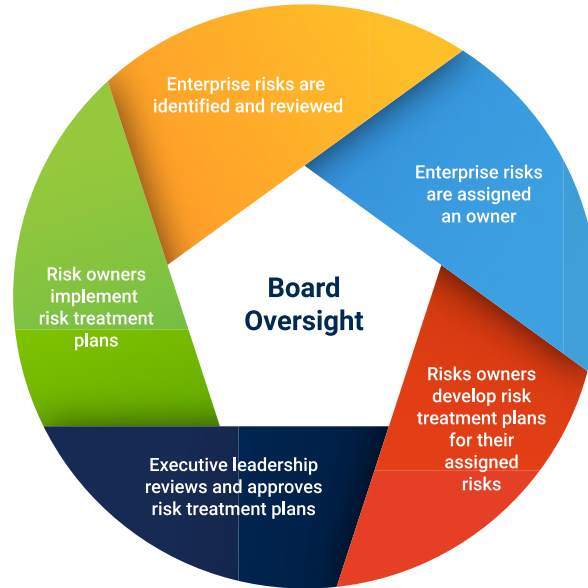 Enterprise risks are
identified and reviewed
Enterprise risks
are assigned
an owner
Board
Oversight
Risk owners
implement
risk treatment
plans
Risks owners
develop risk
treatment plans
for their
assigned
risks
Executive leadership
reviews and approves
risk treatment plans